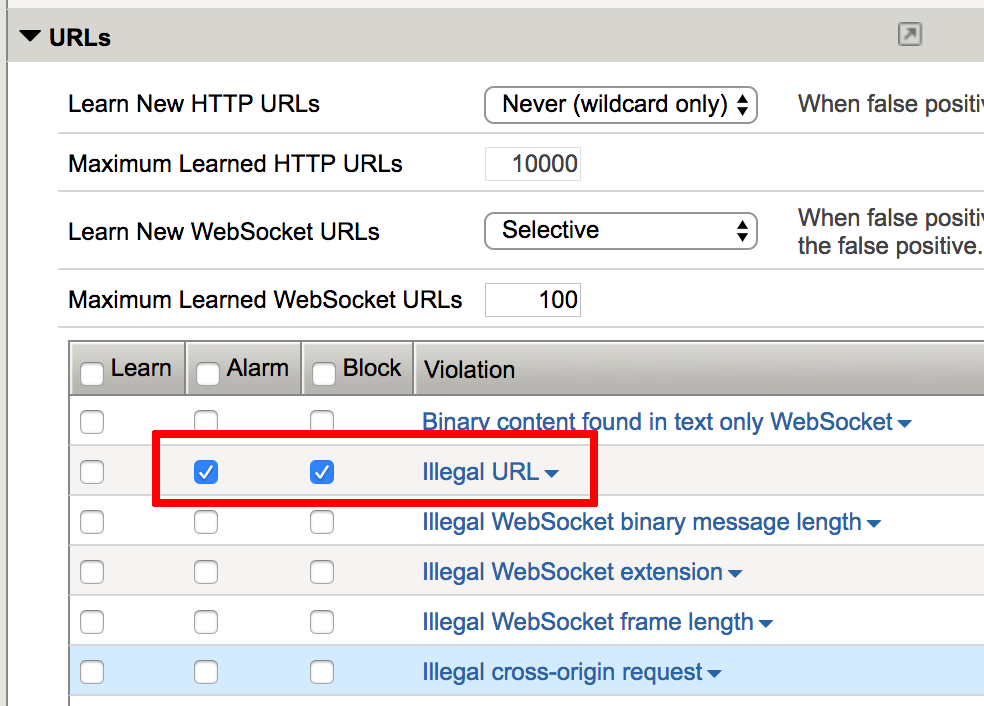 URLs
Learn New HTTP URLs Never (wildcard only) When false positiv
Maximum Learned HTTP URLs 10000
Learn New WebSocket URLs Selective When false positiv
the false positive.
Maximum Learned WebSocket URLs 100
Learn Alarm Block Violation
Binary content found in text only WebSocket
Illegal URL
Illegal WebSocket binary message length
Illegal WebSocket extension
Illegal WebSocket frame length
Illegal cross-origin request